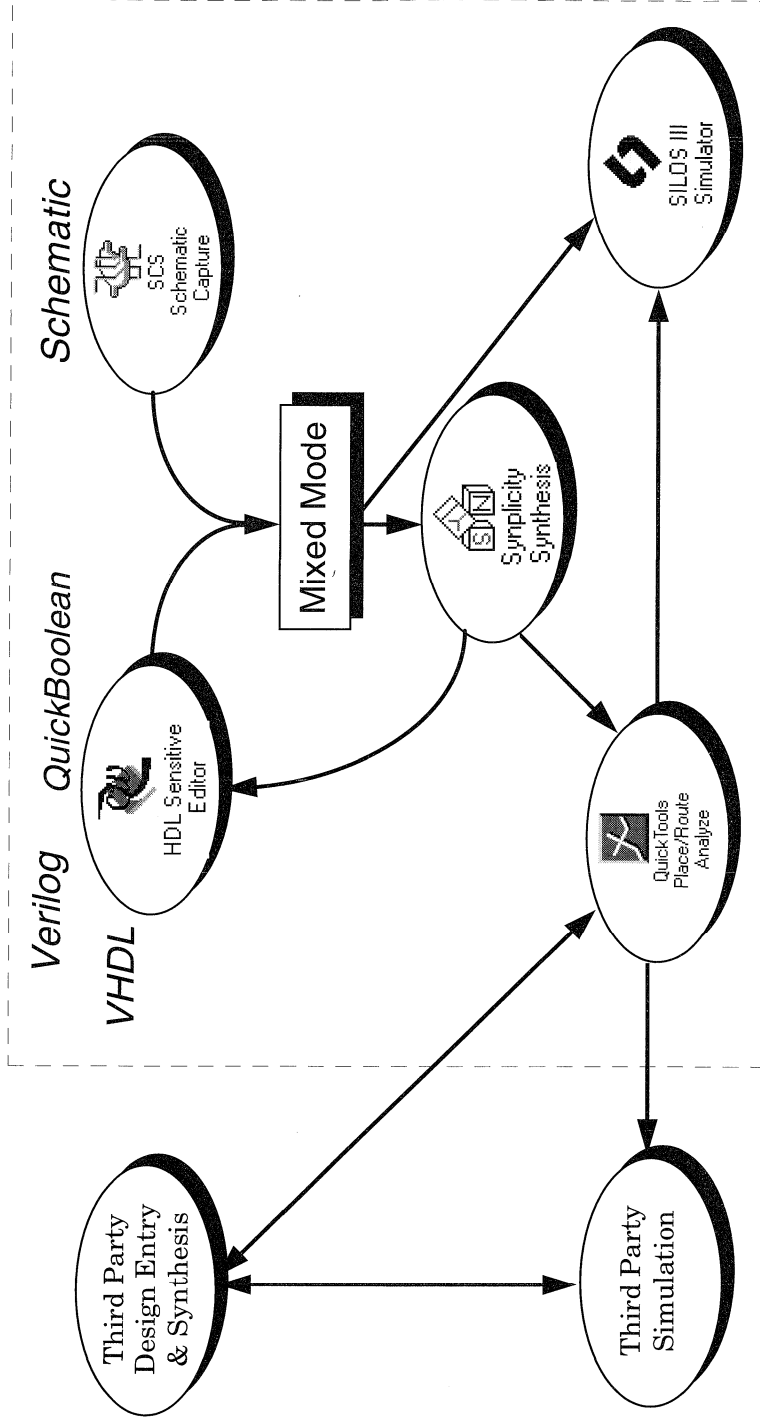 Verilog
VHDL
QuickBoolean
Schematic
Third Party
Design Entry
& Synthesis
HDL Sensitive
Editor
SCS
Schematic
Capture
Mixed Mode
S
Y
N
Synplicity
Synthesis
Third Party
Simulation
QuickTools
Place/Route
Analyze
SILOS III
Simulator